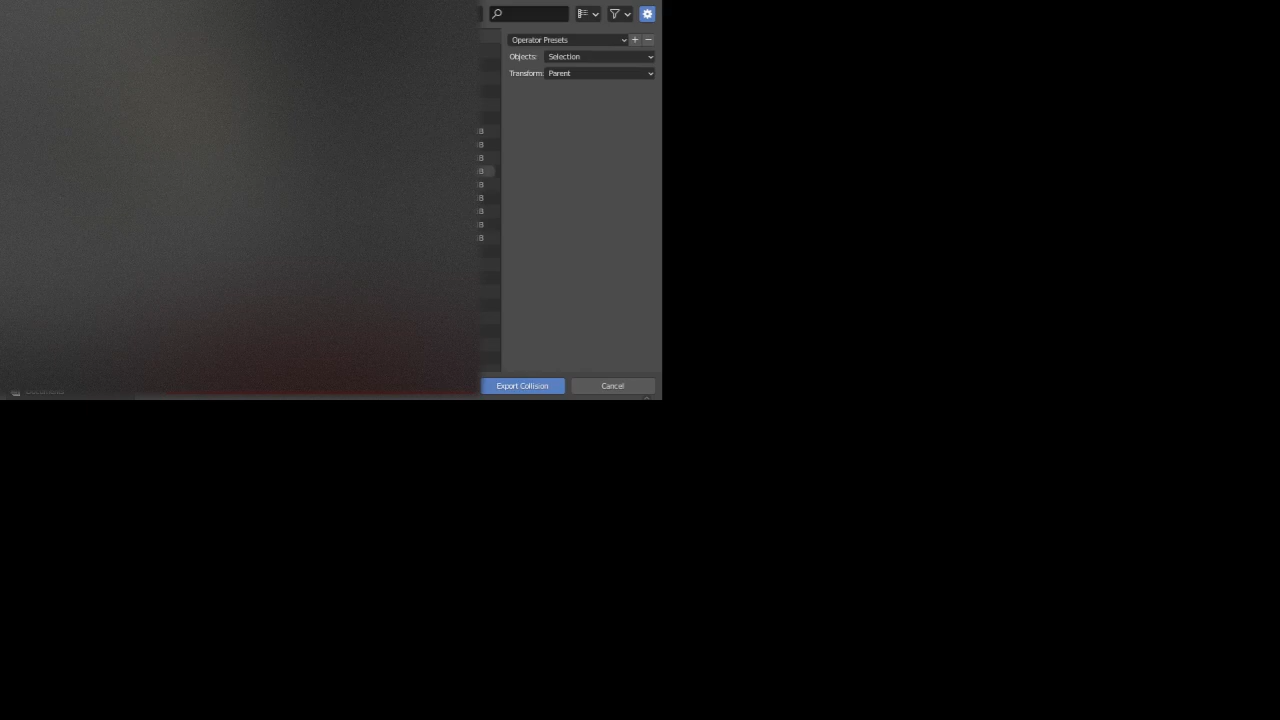 Operator Presets
Objects: Selection
Transform: Parent
Export Collision
Cancel